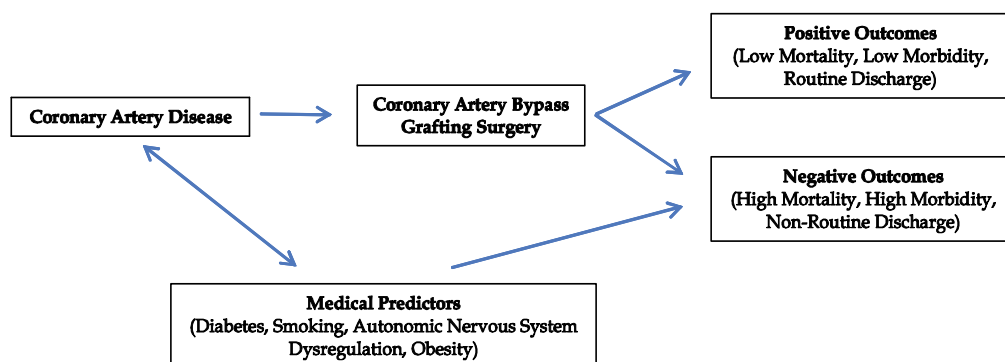 Positive Outcomes
(Low Mortality, Low Morbidity,
Routine Discharge)
Coronary Artery Disease
Coronary Artery Bypass
Grafting Surgery
Negative Outcomes
(High Mortality, High Morbidity,
Non-Routine Discharge)
Medical Predictors
(Diabetes, Smoking, Autonomic Nervous System
Dysregulation, Obesity)